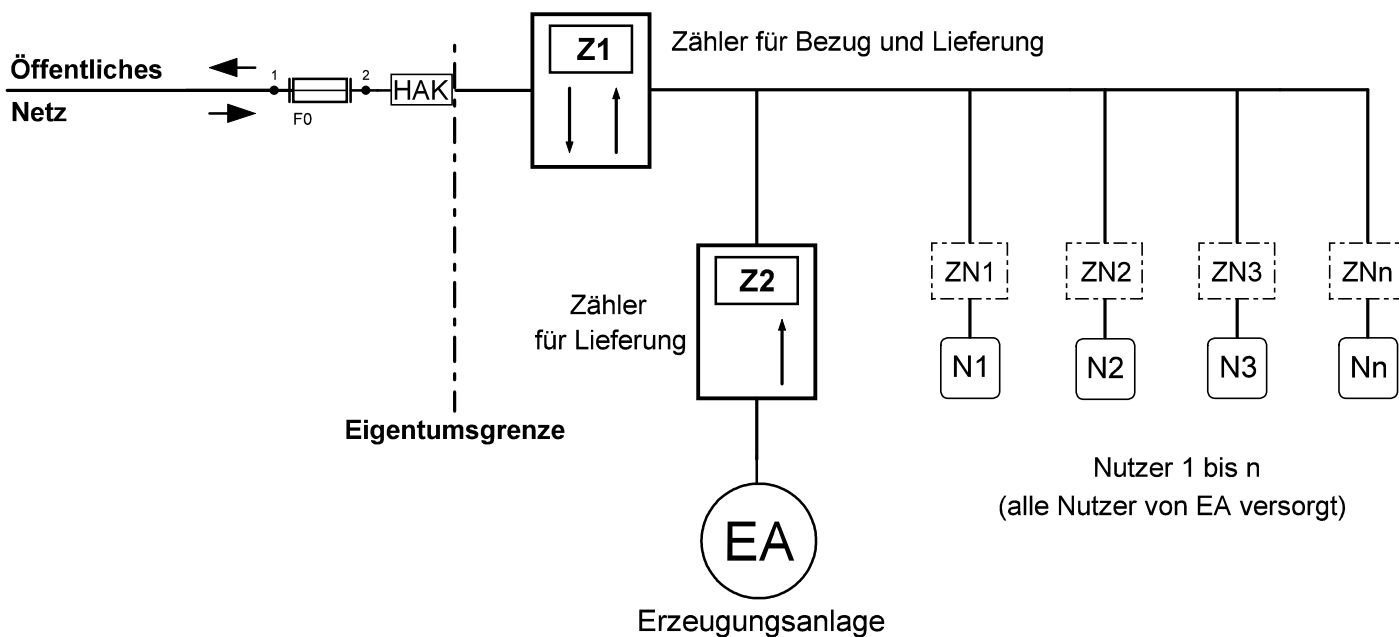 Z1
Zähler für Bezug und Lieferung
Öffentliches
Netz
1
2
F0
HAK
Z2
Zähler
für Lieferung
ZN1
ZN2
ZN3
ZNn
N1
N2
N3
Nn
Eigentumsgrenze
Nutzer 1 bis n
(alle Nutzer von EA versorgt)
EA
Erzeugungsanlage